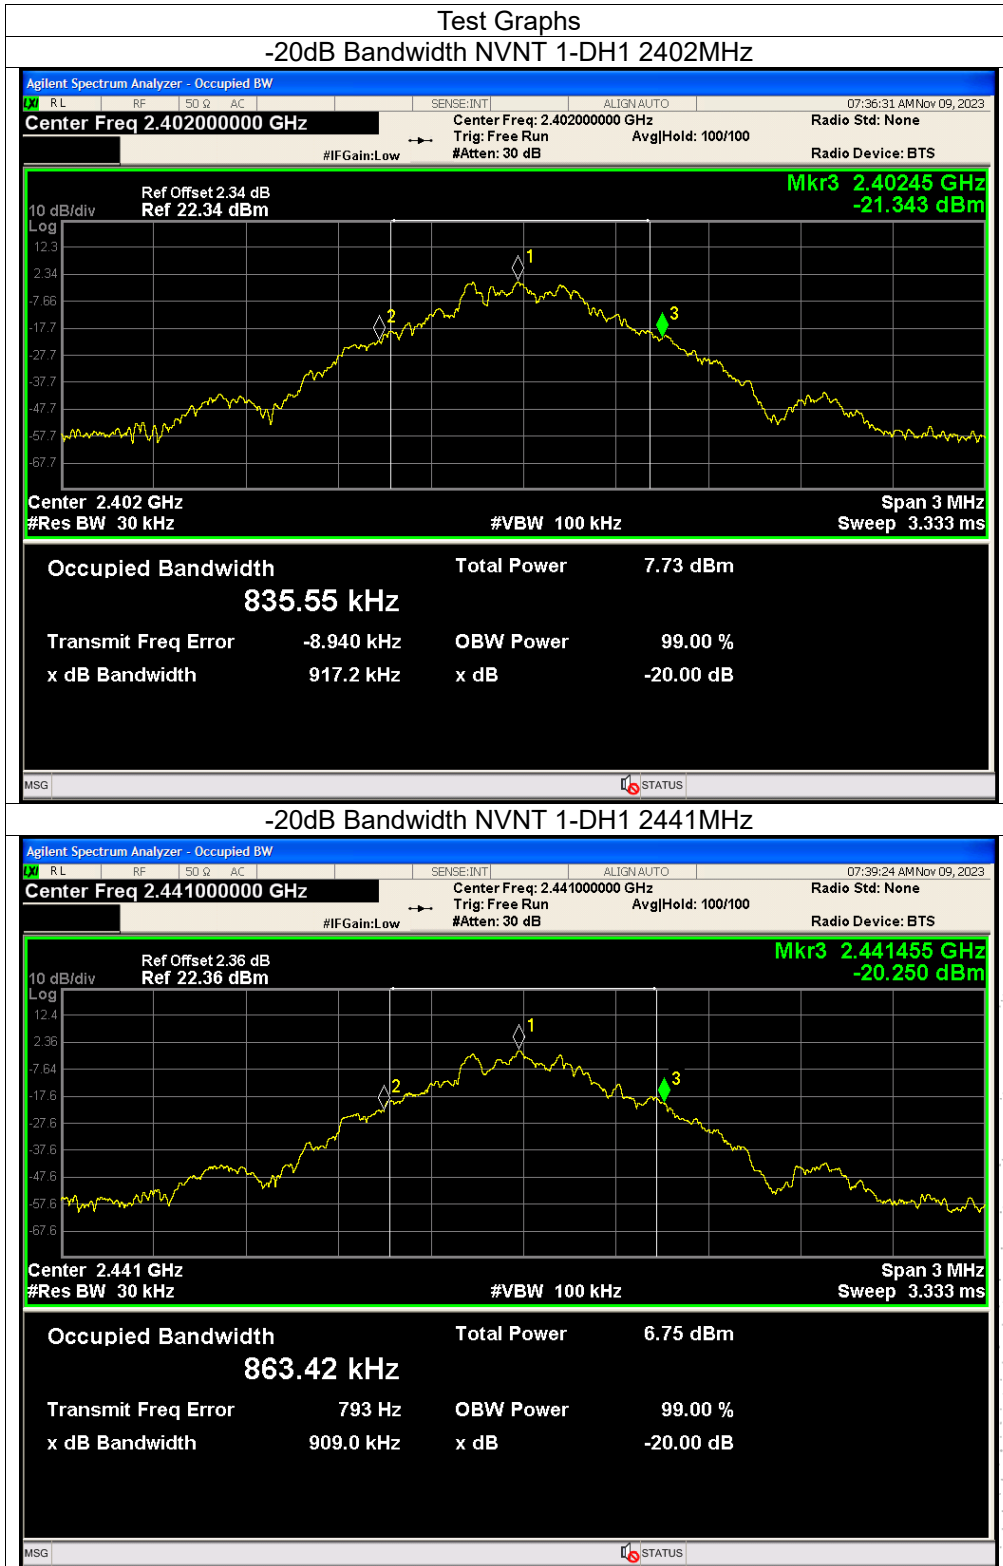 Test Graphs
-20dB Bandwidth NVNT 1-DH1 2402MHz
Agilent Spectrum Analyzer - Occupied BW
LXI RL RF 50 Ω AC SENSE:INT ALIGN AUTO 07:36:31 AM Nov 09, 2023
Center Freq 2.402000000 GHz Center Freq: 2.402000000 GHz Radio Std: None
Trig: Free Run Avg|Hold: 100/100
#IFGain:Low #Atten: 30 dB Radio Device: BTS
Mkr3 2.40245 GHz
-21.343 dBm
Ref Offset 2.34 dB
10 dB/div Ref 22.34 dBm
Log
12.3
2.34
-7.66
-17.7
-27.7
-37.7
-47.7
-57.7
-67.7
1
2
3
Center 2.402 GHz Span 3 MHz
#Res BW 30 kHz #VBW 100 kHz Sweep 3.333 ms
Occupied Bandwidth Total Power 7.73 dBm
835.55 kHz
Transmit Freq Error -8.940 kHz OBW Power 99.00 %
x dB Bandwidth 917.2 kHz x dB -20.00 dB
MSG STATUS
-20dB Bandwidth NVNT 1-DH1 2441MHz
Agilent Spectrum Analyzer - Occupied BW
LXI RL RF 50 Ω AC SENSE:INT ALIGN AUTO 07:39:24 AM Nov 09, 2023
Center Freq 2.441000000 GHz Center Freq: 2.441000000 GHz Radio Std: None
Trig: Free Run Avg|Hold: 100/100
#IFGain:Low #Atten: 30 dB Radio Device: BTS
Mkr3 2.441455 GHz
-20.250 dBm
Ref Offset 2.36 dB
10 dB/div Ref 22.36 dBm
Log
12.4
2.36
-7.64
-17.6
-27.6
-37.6
-47.6
-57.6
-67.6
1
2
3
Center 2.441 GHz Span 3 MHz
#Res BW 30 kHz #VBW 100 kHz Sweep 3.333 ms
Occupied Bandwidth Total Power 6.75 dBm
863.42 kHz
Transmit Freq Error 793 Hz OBW Power 99.00 %
x dB Bandwidth 909.0 kHz x dB -20.00 dB
MSG STATUS